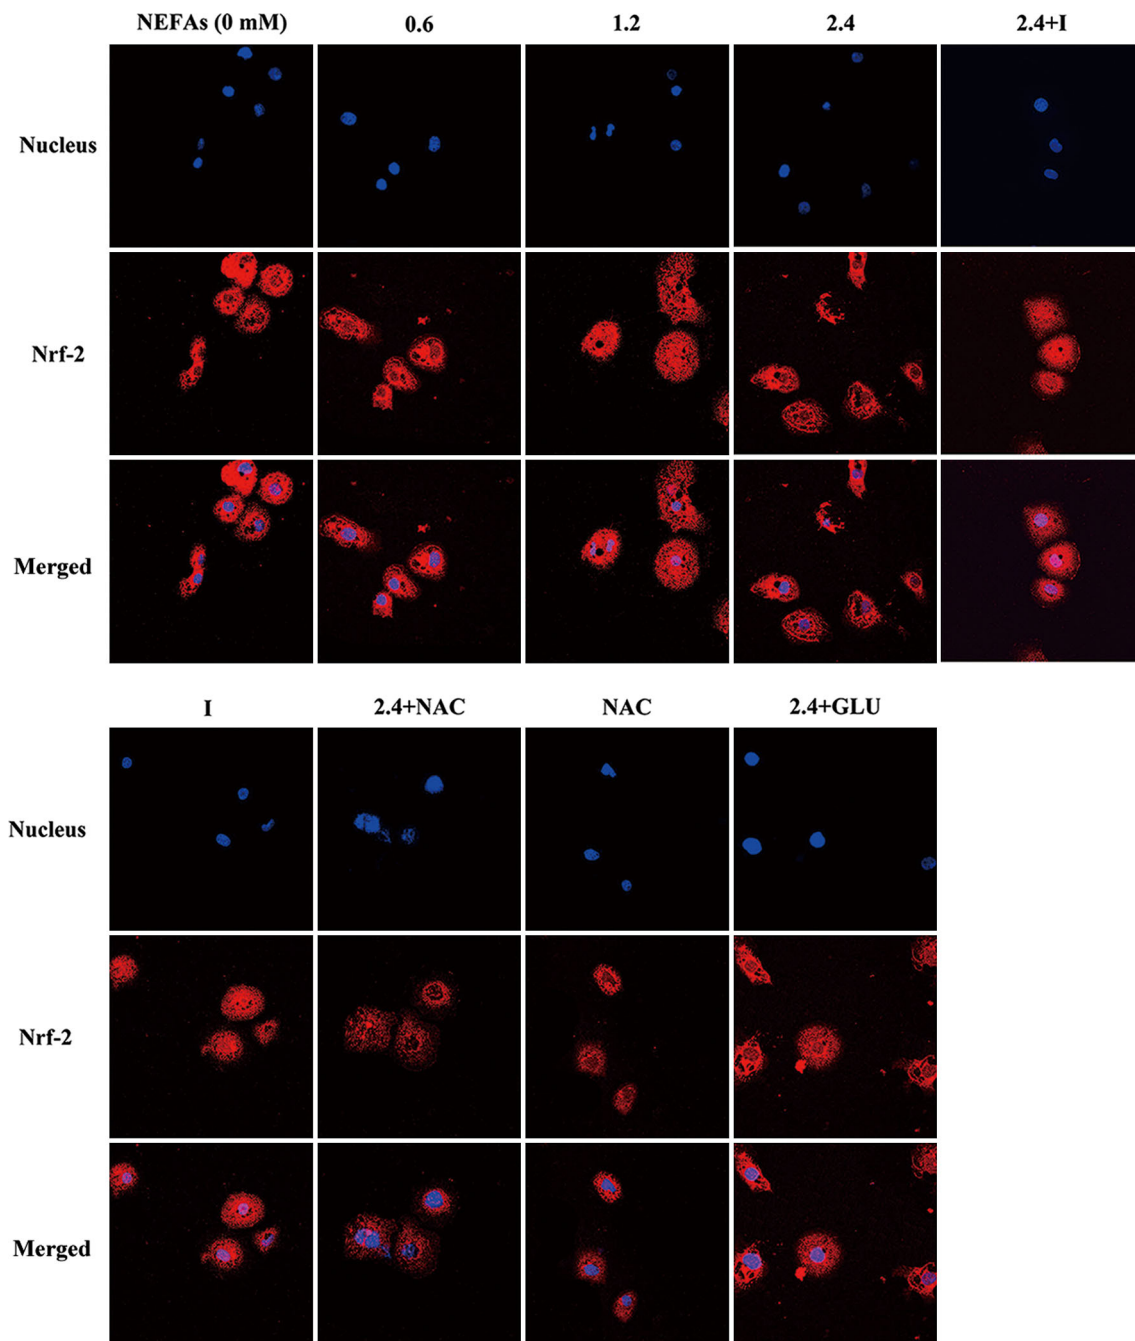 NEFAs (0 mM) 0.6 1.2 2.4 2.4+I
Nucleus
Nrf-2
Merged
I 2.4+NAC NAC 2.4+GLU
Nucleus
Nrf-2
Merged